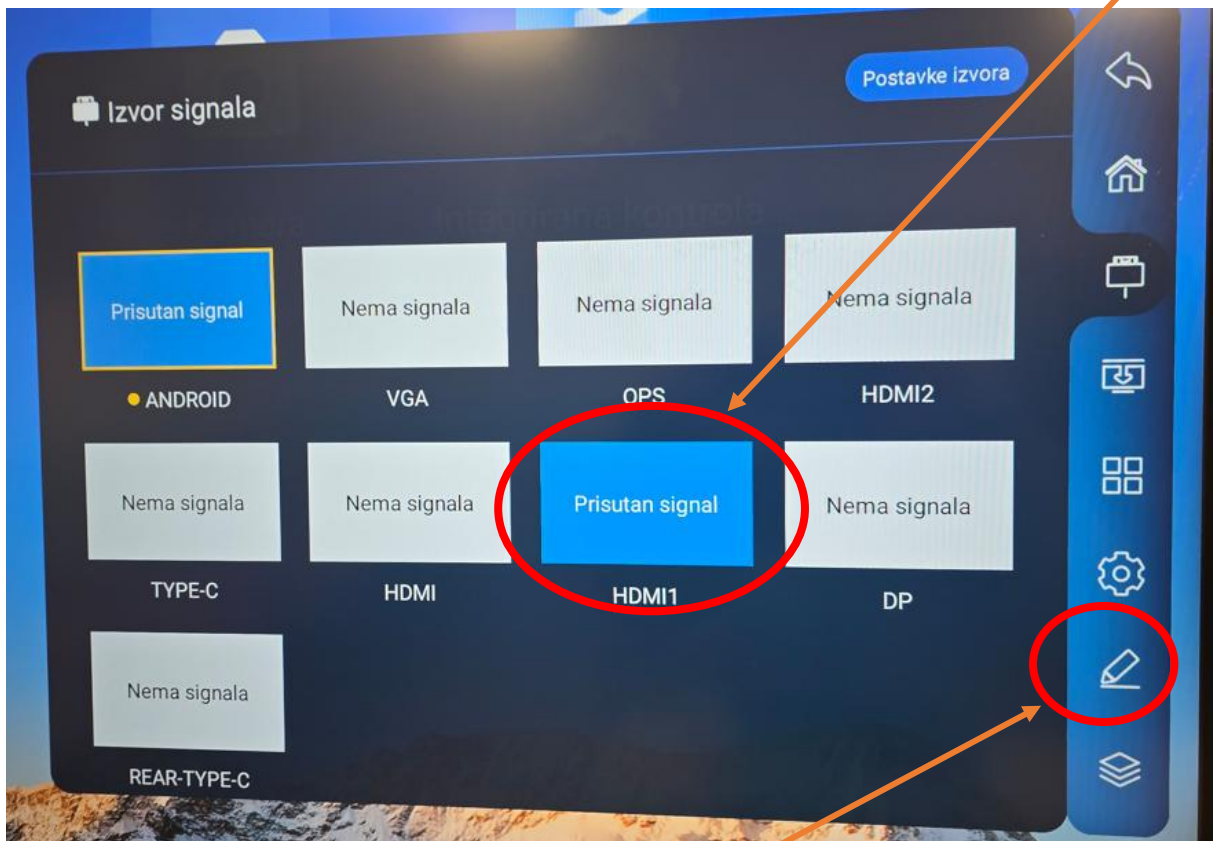 Izvor signala
Postavke izvora
Prisutan signal
Nema signala
Nema signala
Nema signala
ANDROID
VGA
OPS
HDMI2
Nema signala
Nema signala
Prisutan signal
Nema signala
TYPE-C
HDMI
HDMI1
DP
Nema signala
REAR-TYPE-C